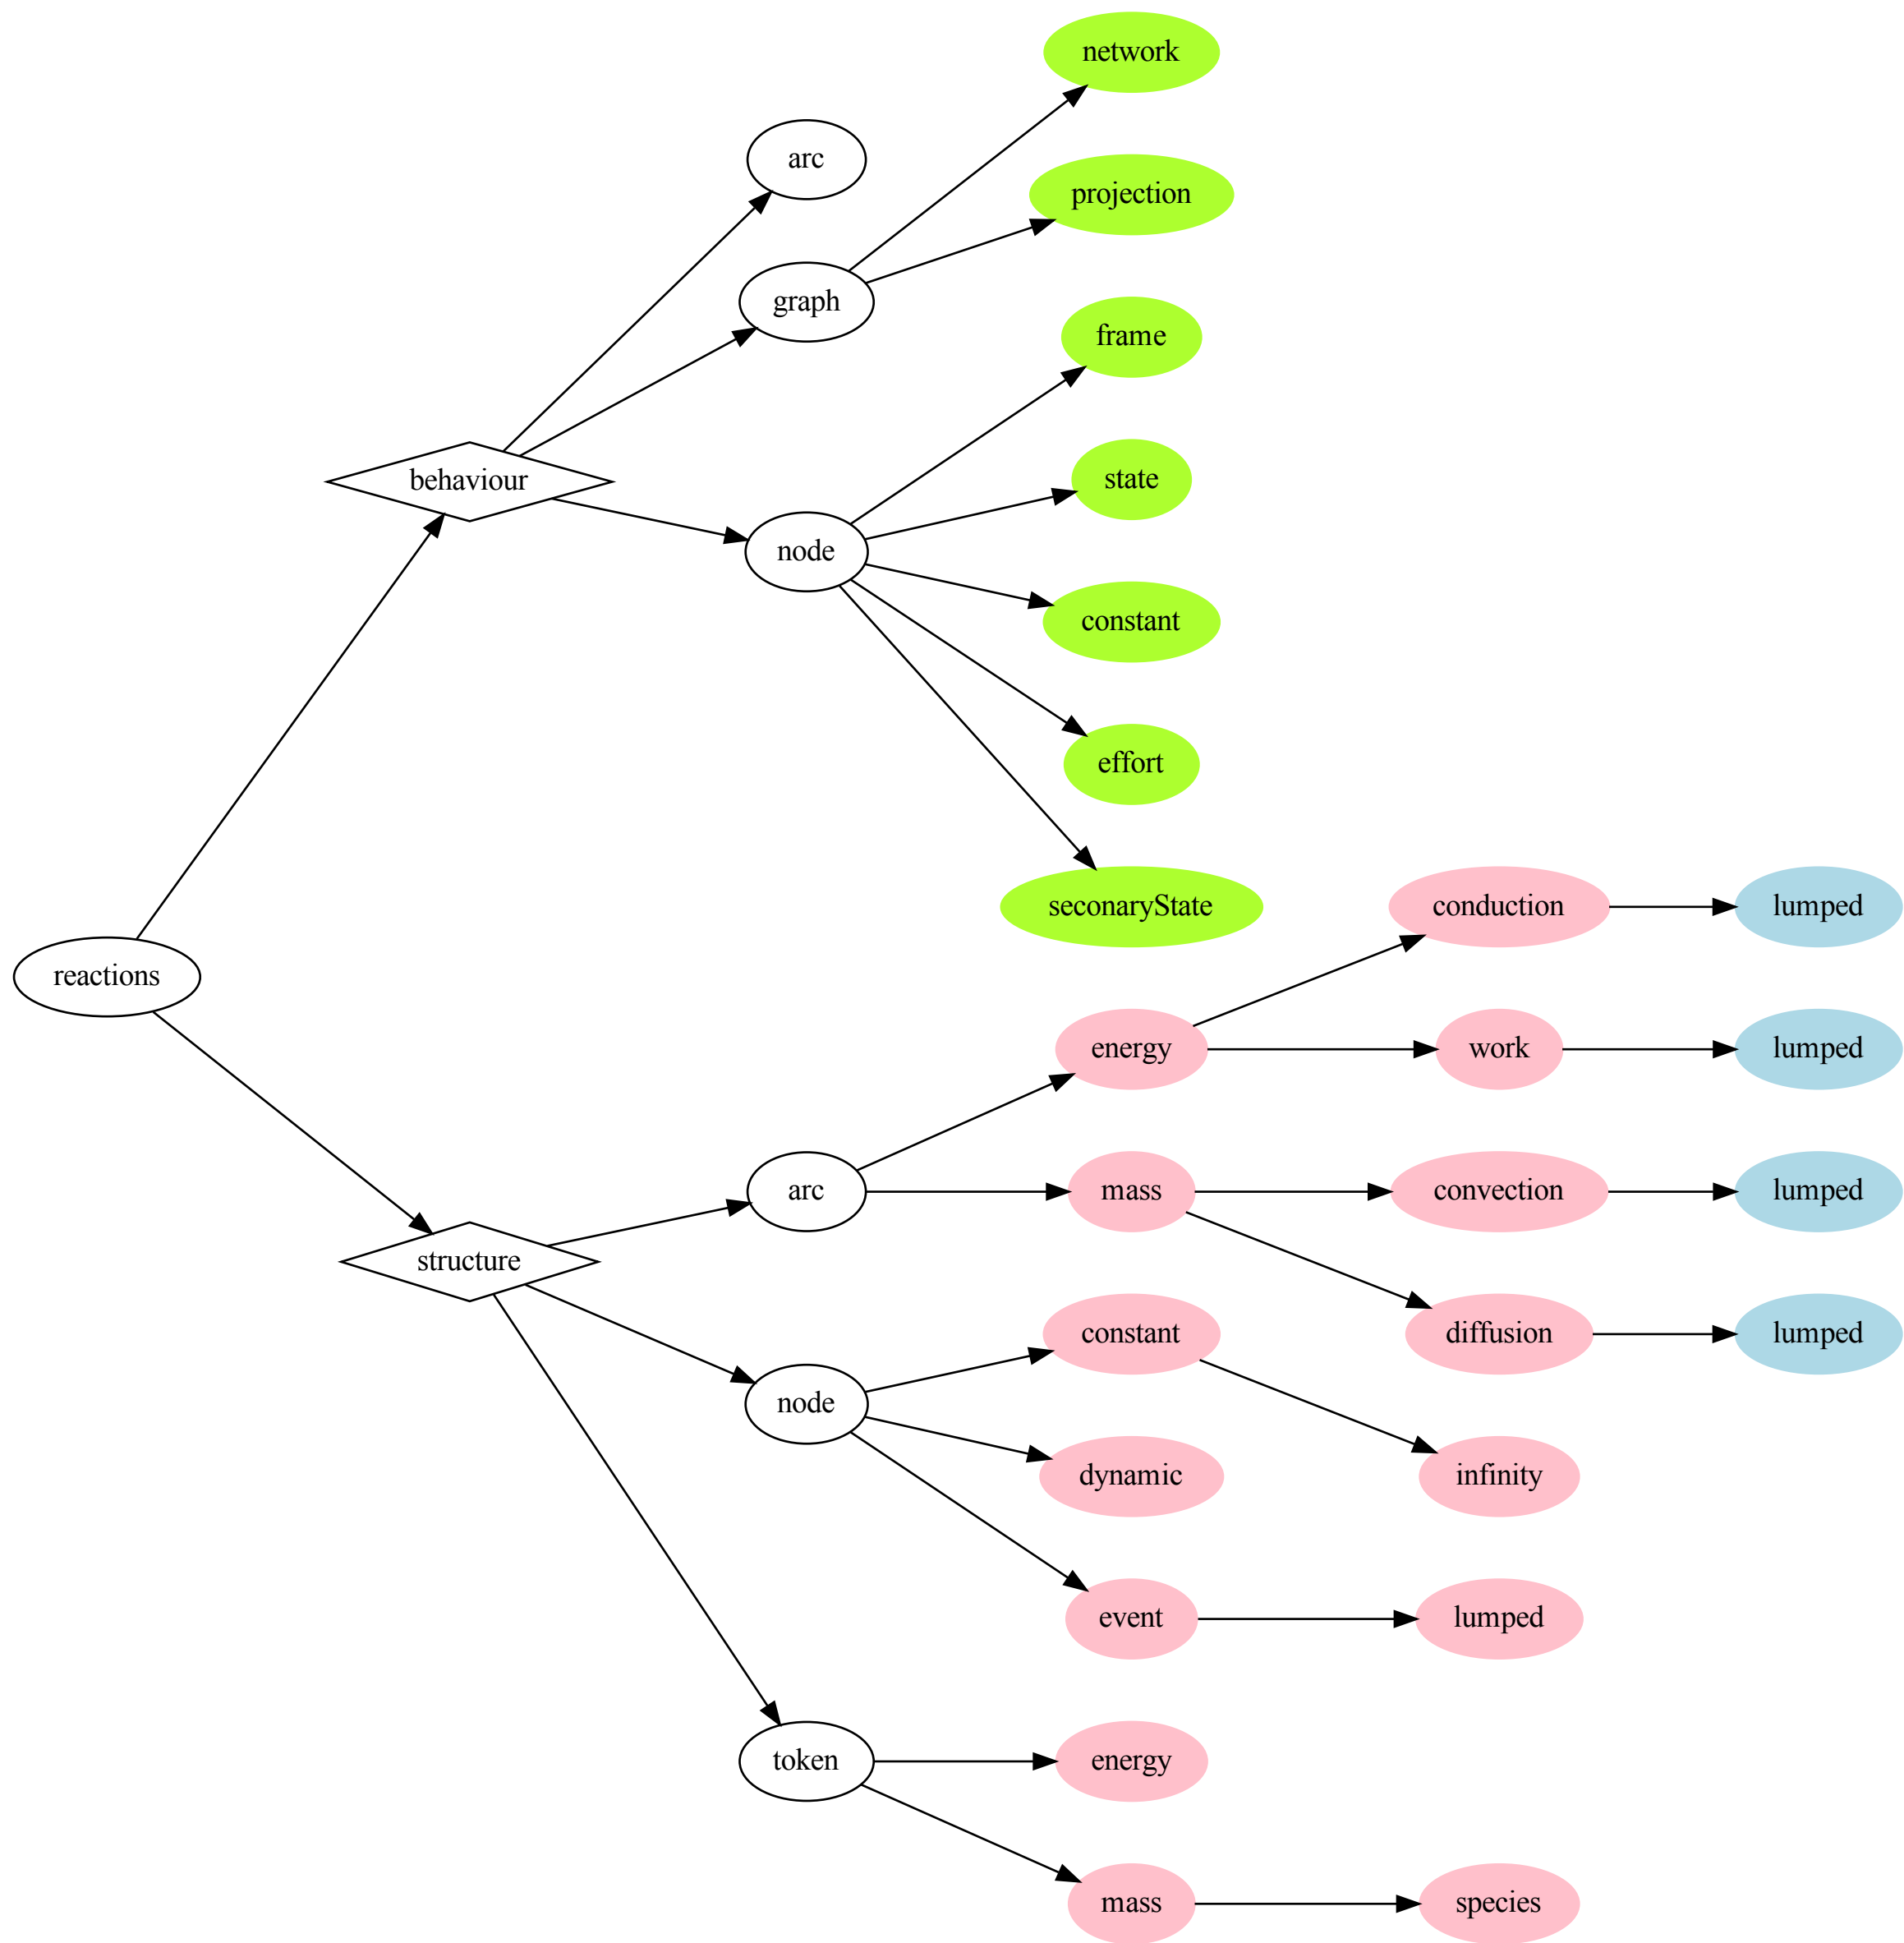 network
arc
projection
graph
frame
behaviour
state
node
constant
effort
seconaryState
conduction
lumped
reactions
energy
work
lumped
arc
mass
convection
lumped
structure
constant
diffusion
lumped
node
dynamic
infinity
event
lumped
token
energy
mass
species